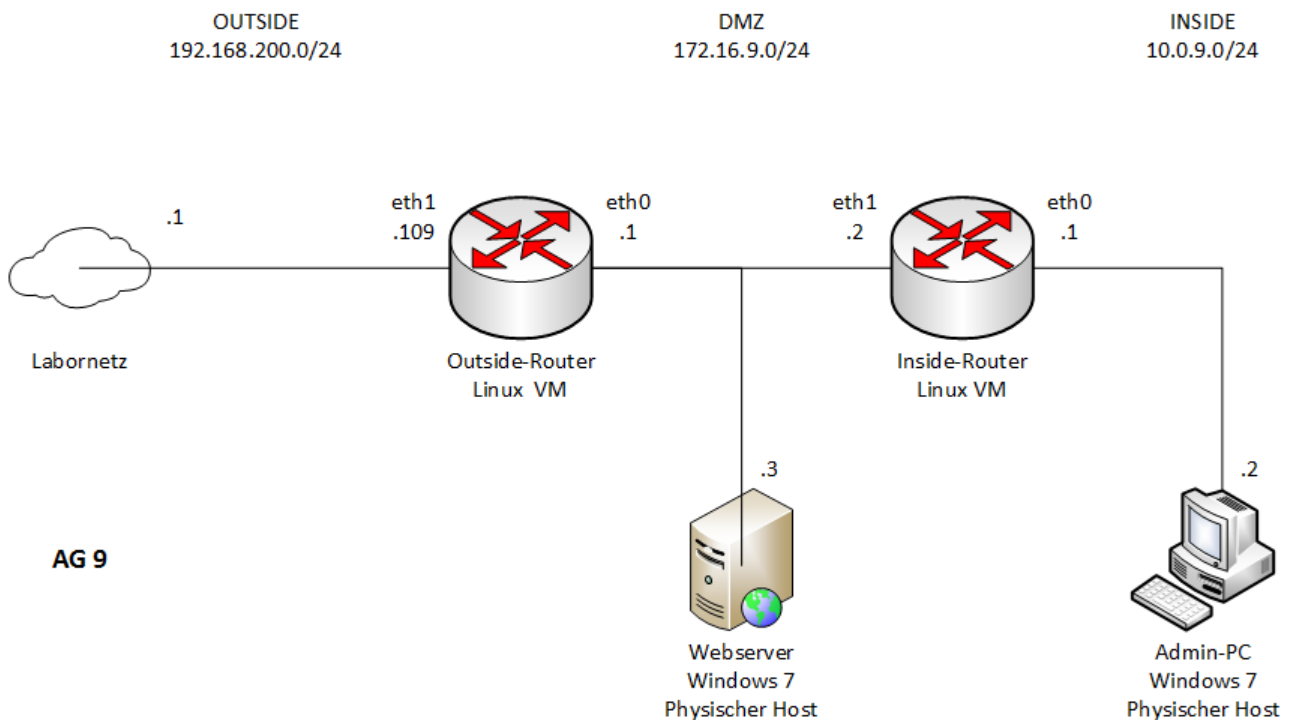 OUTSIDE
192.168.200.0/24
DMZ
172.16.9.0/24
INSIDE
10.0.9.0/24
.1
eth1
.109
eth0
.1
eth1
.2
eth0
.1
Labornetz
Outside-Router
Linux VM
Inside-Router
Linux VM
.3
.2
AG 9
Webserver
Windows 7
Physischer Host
Admin-PC
Windows 7
Physischer Host